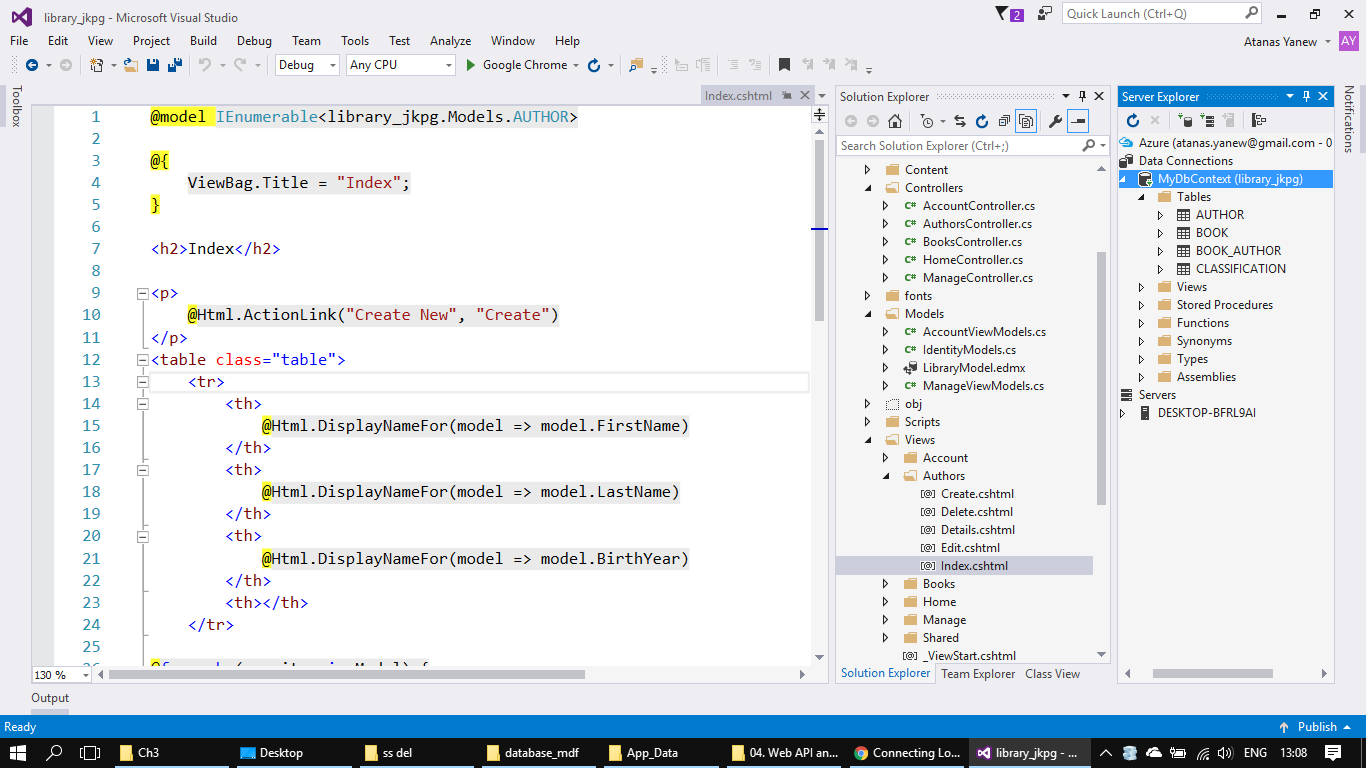 library_jkpg - Microsoft Visual Studio
2
Quick Launch (Ctrl+Q)
File Edit View Project Build Debug Team Tools Test Analyze Window Help
Atanas Yanew AY
Debug Any CPU Google Chrome
Toolbox
Index.cshtml
1 @model IEnumerable<library_jkpg.Models.AUTHOR>
2
3 @{
4 ViewBag.Title = "Index";
5 }
6
7 <h2>Index</h2>
8
9 <p>
10 @Html.ActionLink("Create New", "Create")
11 </p>
12 <table class="table">
13 <tr>
14 <th>
15 @Html.DisplayNameFor(model => model.FirstName)
16 </th>
17 <th>
18 @Html.DisplayNameFor(model => model.LastName)
19 </th>
20 <th>
21 @Html.DisplayNameFor(model => model.BirthYear)
22 </th>
23 <th></th>
24 </tr>
25
130 %
Output
Solution Explorer
Search Solution Explorer (Ctrl+;)
Content
Controllers
C# AccountController.cs
C# AuthorsController.cs
C# BooksController.cs
C# HomeController.cs
C# ManageController.cs
fonts
Models
C# AccountViewModels.cs
C# IdentityModels.cs
LibraryModel.edmx
C# ManageViewModels.cs
obj
Scripts
Views
Account
Authors
[@] Create.cshtml
[@] Delete.cshtml
[@] Details.cshtml
[@] Edit.cshtml
[@] Index.cshtml
Books
Home
Manage
Shared
[@] _ViewStart.cshtml
Solution Explorer Team Explorer Class View
Server Explorer
Azure (atanas.yanew@gmail.com - 0
Data Connections
MyDbContext (library_jkpg)
Tables
AUTHOR
BOOK
BOOK_AUTHOR
CLASSIFICATION
Views
Stored Procedures
Functions
Synonyms
Types
Assemblies
Servers
DESKTOP-BFRL9AI
Notifications
Ready
Publish
Ch3 Desktop ss del database_mdf App_Data 04. Web API an... Connecting Lo... library_jkpg - ... ENG 13:08